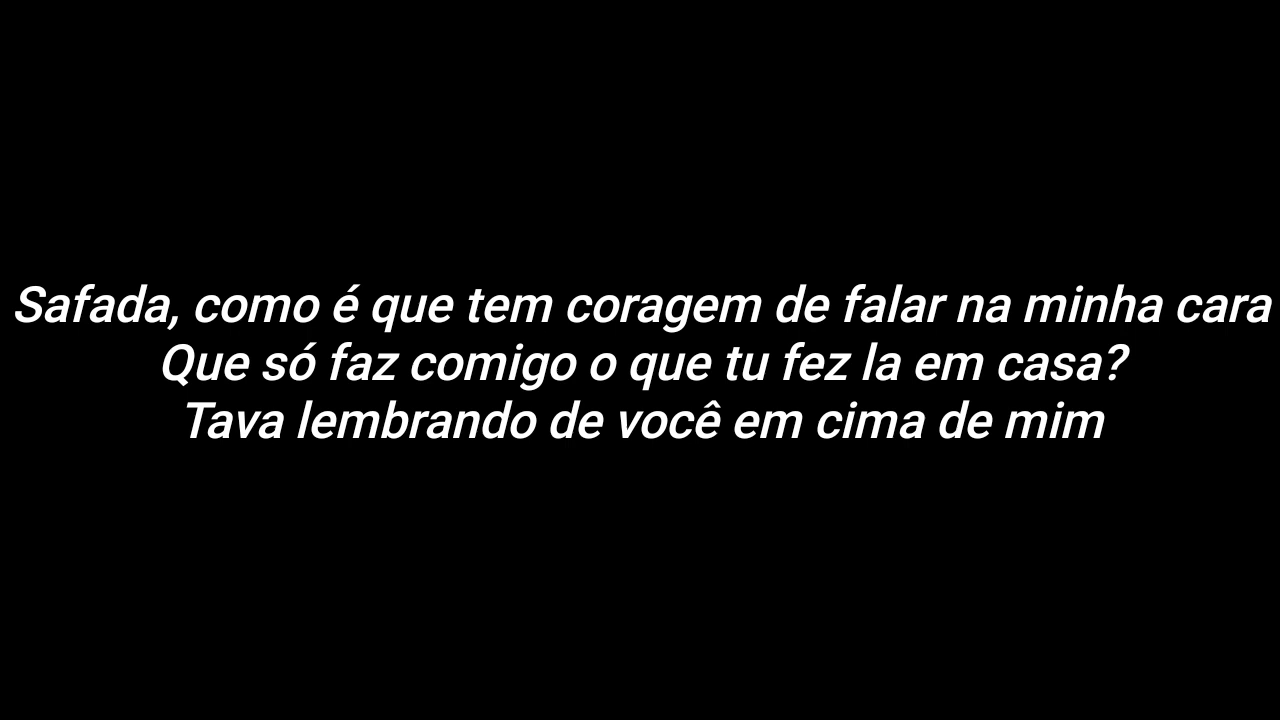 Safada, como é que tem coragem de falar na minha cara
Que só faz comigo o que tu fez la em casa?
Tava lembrando de você em cima de mim